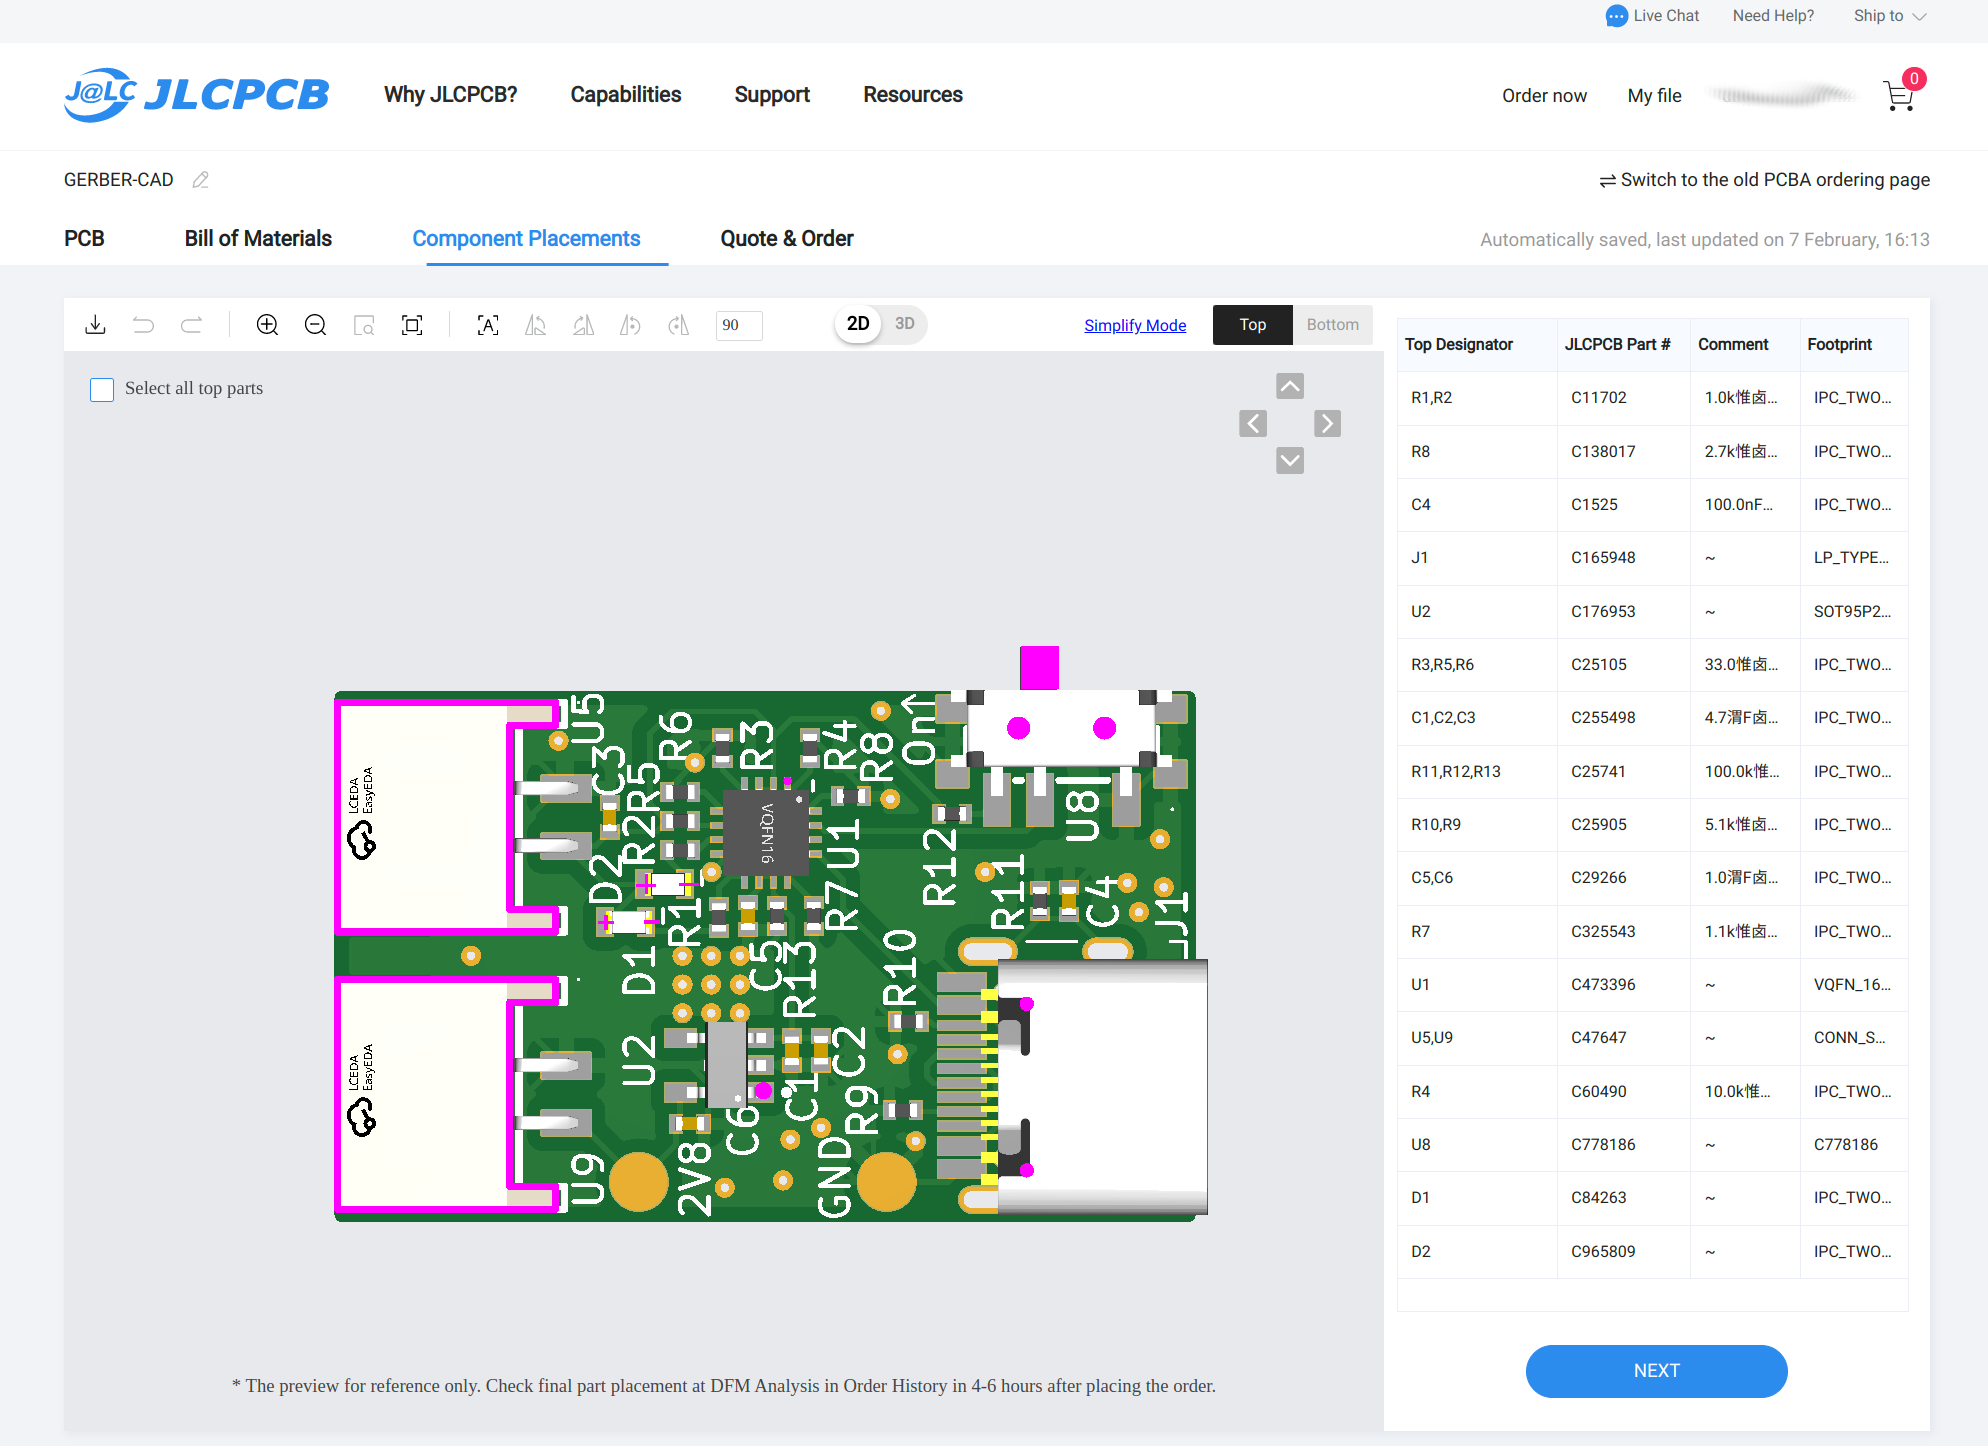 Live Chat Need Help? Ship to
J@LC JLCPCB Why JLCPCB? Capabilities Support Resources Order now My file 0
GERBER-CAD Switch to the old PCBA ordering page
PCB Bill of Materials Component Placements Quote & Order Automatically saved, last updated on 7 February, 16:13
A 90 2D 3D Simplify Mode Top Bottom
Select all top parts
LCEDA
EasyEDA
U5
C3
R6
R3
R4
R8
On
R5
R2
D2
VQFN16
U1
R12
U8
R11
C4
R1
R7
J1
D1
C5
R13
R10
U2
C2
C1
R9
C6
LCEDA
EasyEDA
U9
2V8
GND
* The preview for reference only. Check final part placement at DFM Analysis in Order History in 4-6 hours after placing the order.
Top Designator JLCPCB Part # Comment Footprint
R1,R2 C11702 1.0k惟卤... IPC_TWO...
R8 C138017 2.7k惟卤... IPC_TWO...
C4 C1525 100.0nF... IPC_TWO...
J1 C165948 ~ LP_TYPE...
U2 C176953 ~ SOT95P2...
R3,R5,R6 C25105 33.0惟卤... IPC_TWO...
C1,C2,C3 C255498 4.7渭F卤... IPC_TWO...
R11,R12,R13 C25741 100.0k惟... IPC_TWO...
R10,R9 C25905 5.1k惟卤... IPC_TWO...
C5,C6 C29266 1.0渭F卤... IPC_TWO...
R7 C325543 1.1k惟卤... IPC_TWO...
U1 C473396 ~ VQFN_16...
U5,U9 C47647 ~ CONN_S...
R4 C60490 10.0k惟... IPC_TWO...
U8 C778186 ~ C778186
D1 C84263 ~ IPC_TWO...
D2 C965809 ~ IPC_TWO...
NEXT